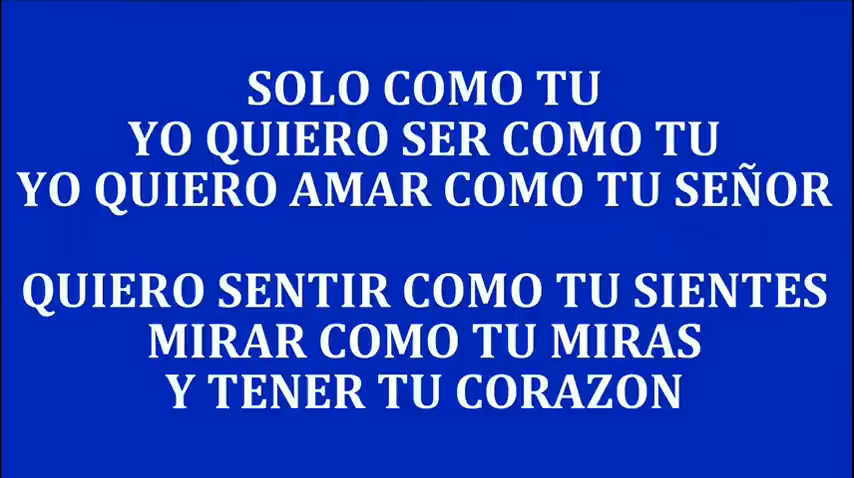 SOLO COMO TU
YO QUIERO SER COMO TU
YO QUIERO AMAR COMO TU SEÑOR
QUIERO SENTIR COMO TU SIENTES
MIRAR COMO TU MIRAS
Y TENER TU CORAZON